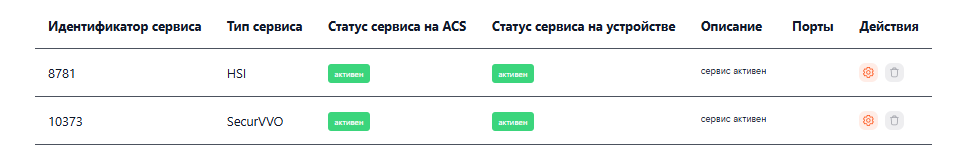 Идентификатор сервиса Тип сервиса Статус сервиса на ACS Статус сервиса на устройстве Описание Порты Действия
8781 HSI активен активен сервис активен
10373 SecurVVO активен активен сервис активен